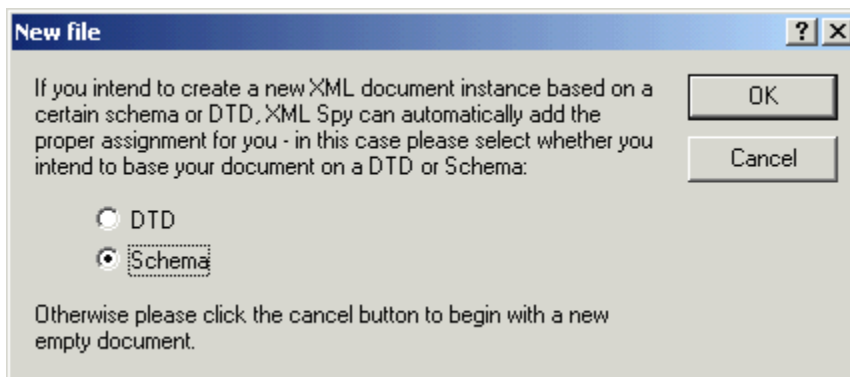 New file
If you intend to create a new XML document instance based on a
certain schema or DTD, XML Spy can automatically add the
proper assignment for you - in this case please select whether you
intend to base your document on a DTD or Schema:
OK
Cancel
DTD
Schema
Otherwise please click the cancel button to begin with a new
empty document.